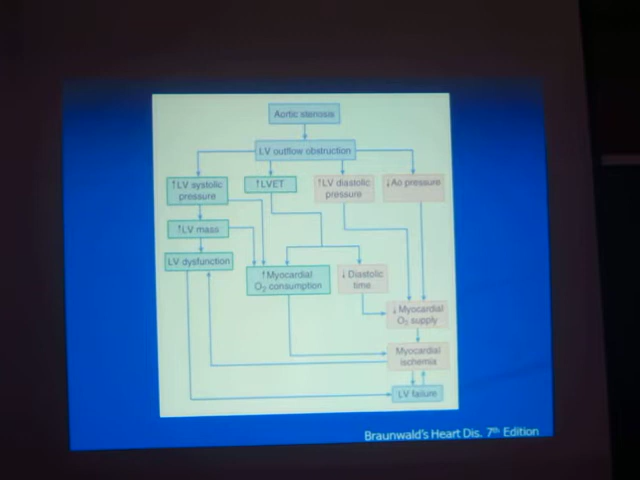 Aortic stenosis
LV outflow obstruction
↑LV systolic
pressure
↑LVET
↑LV diastolic
pressure
↓Ao pressure
↑LV mass
LV dysfunction
↑Myocardial
O₂ consumption
↓Diastolic
time
↓Myocardial
O₂ supply
Myocardial
ischemia
LV failure
Braunwald's Heart Dis. 7th Edition